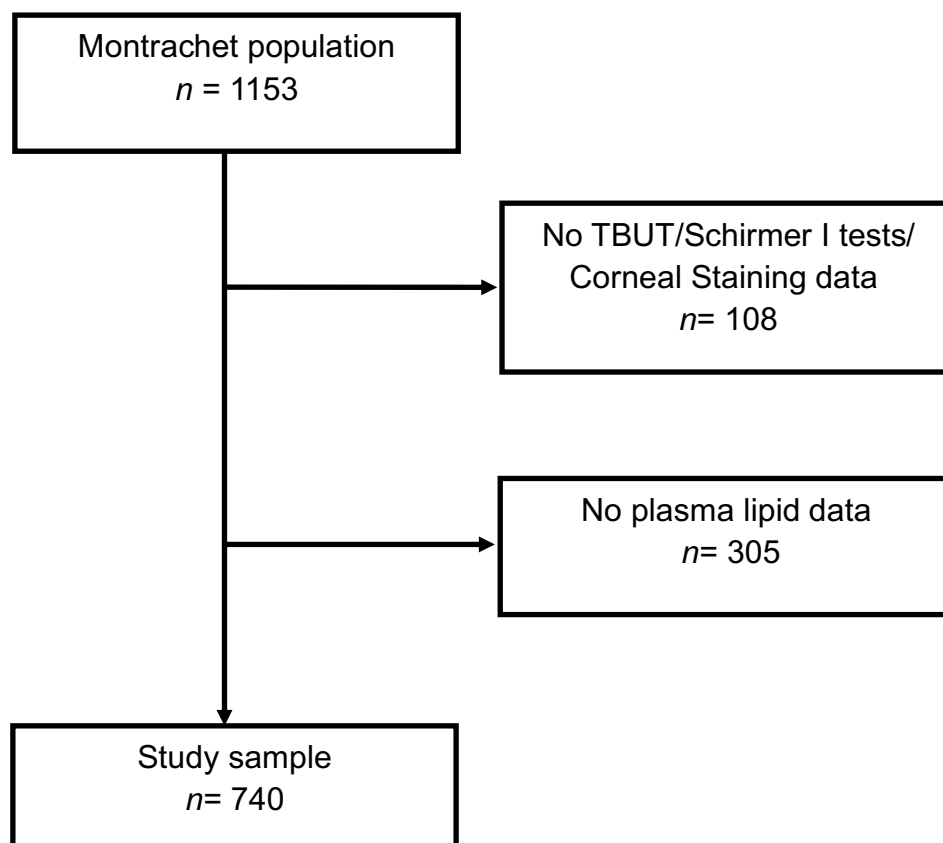 Montrachet population
n = 1153
No TBUT/Schirmer I tests/
Corneal Staining data
n= 108
No plasma lipid data
n= 305
Study sample
n= 740